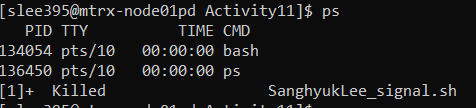 [slee395@mtrx-node01pd Activity11]$ ps
    PID TTY          TIME CMD
 134054 pts/10   00:00:00 bash
 136450 pts/10   00:00:00 ps
[1]+  Killed                  SanghyukLee_signal.sh